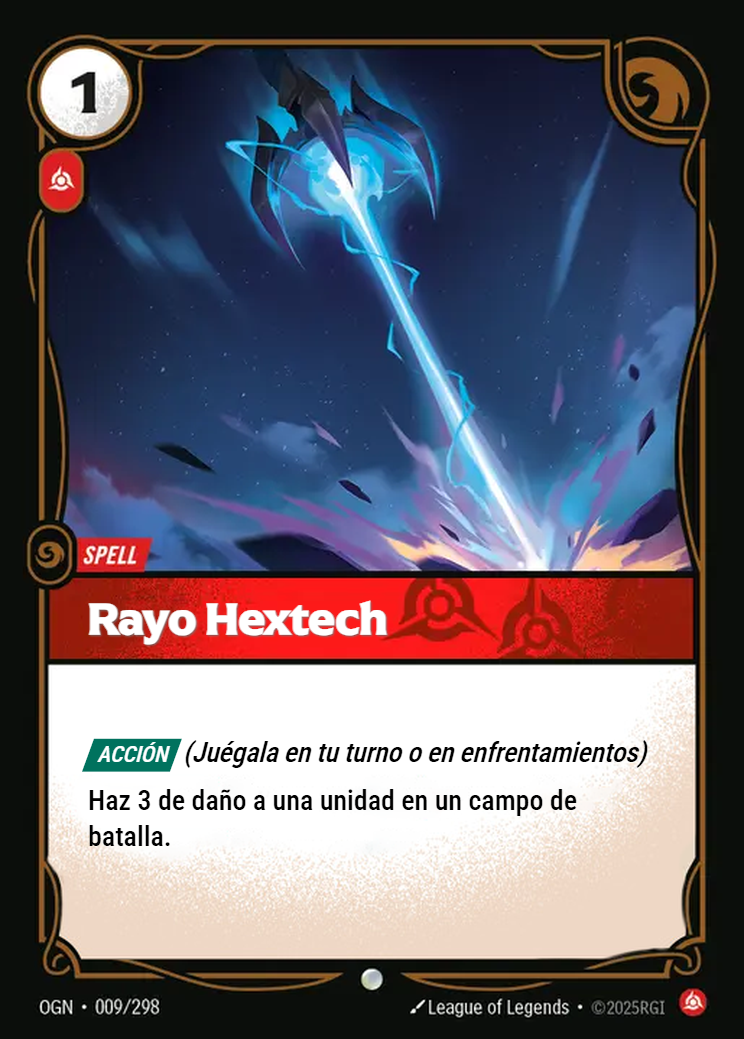 1
SPELL
Rayo Hextech
ACCIÓN (Juégala en tu turno o en enfrentamientos)
Haz 3 de daño a una unidad en un campo de
batalla.
OGN • 009/298
League of Legends • ©2025RGI